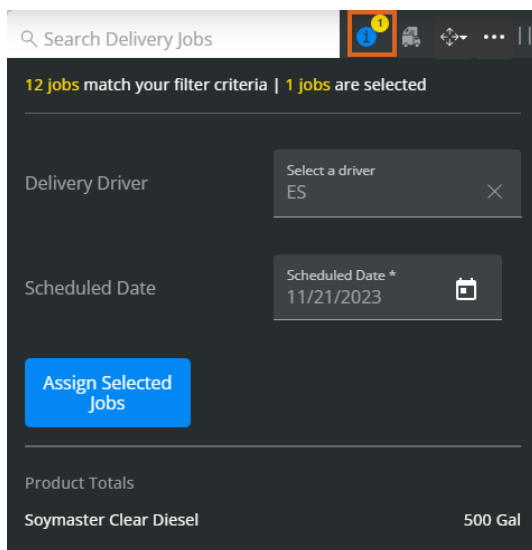 Search Delivery Jobs
1
i
12 jobs match your filter criteria | 1 jobs are selected
Delivery Driver
Select a driver
ES
Scheduled Date
Scheduled Date *
11/21/2023
Assign Selected
Jobs
Product Totals
Soymaster Clear Diesel 500 Gal